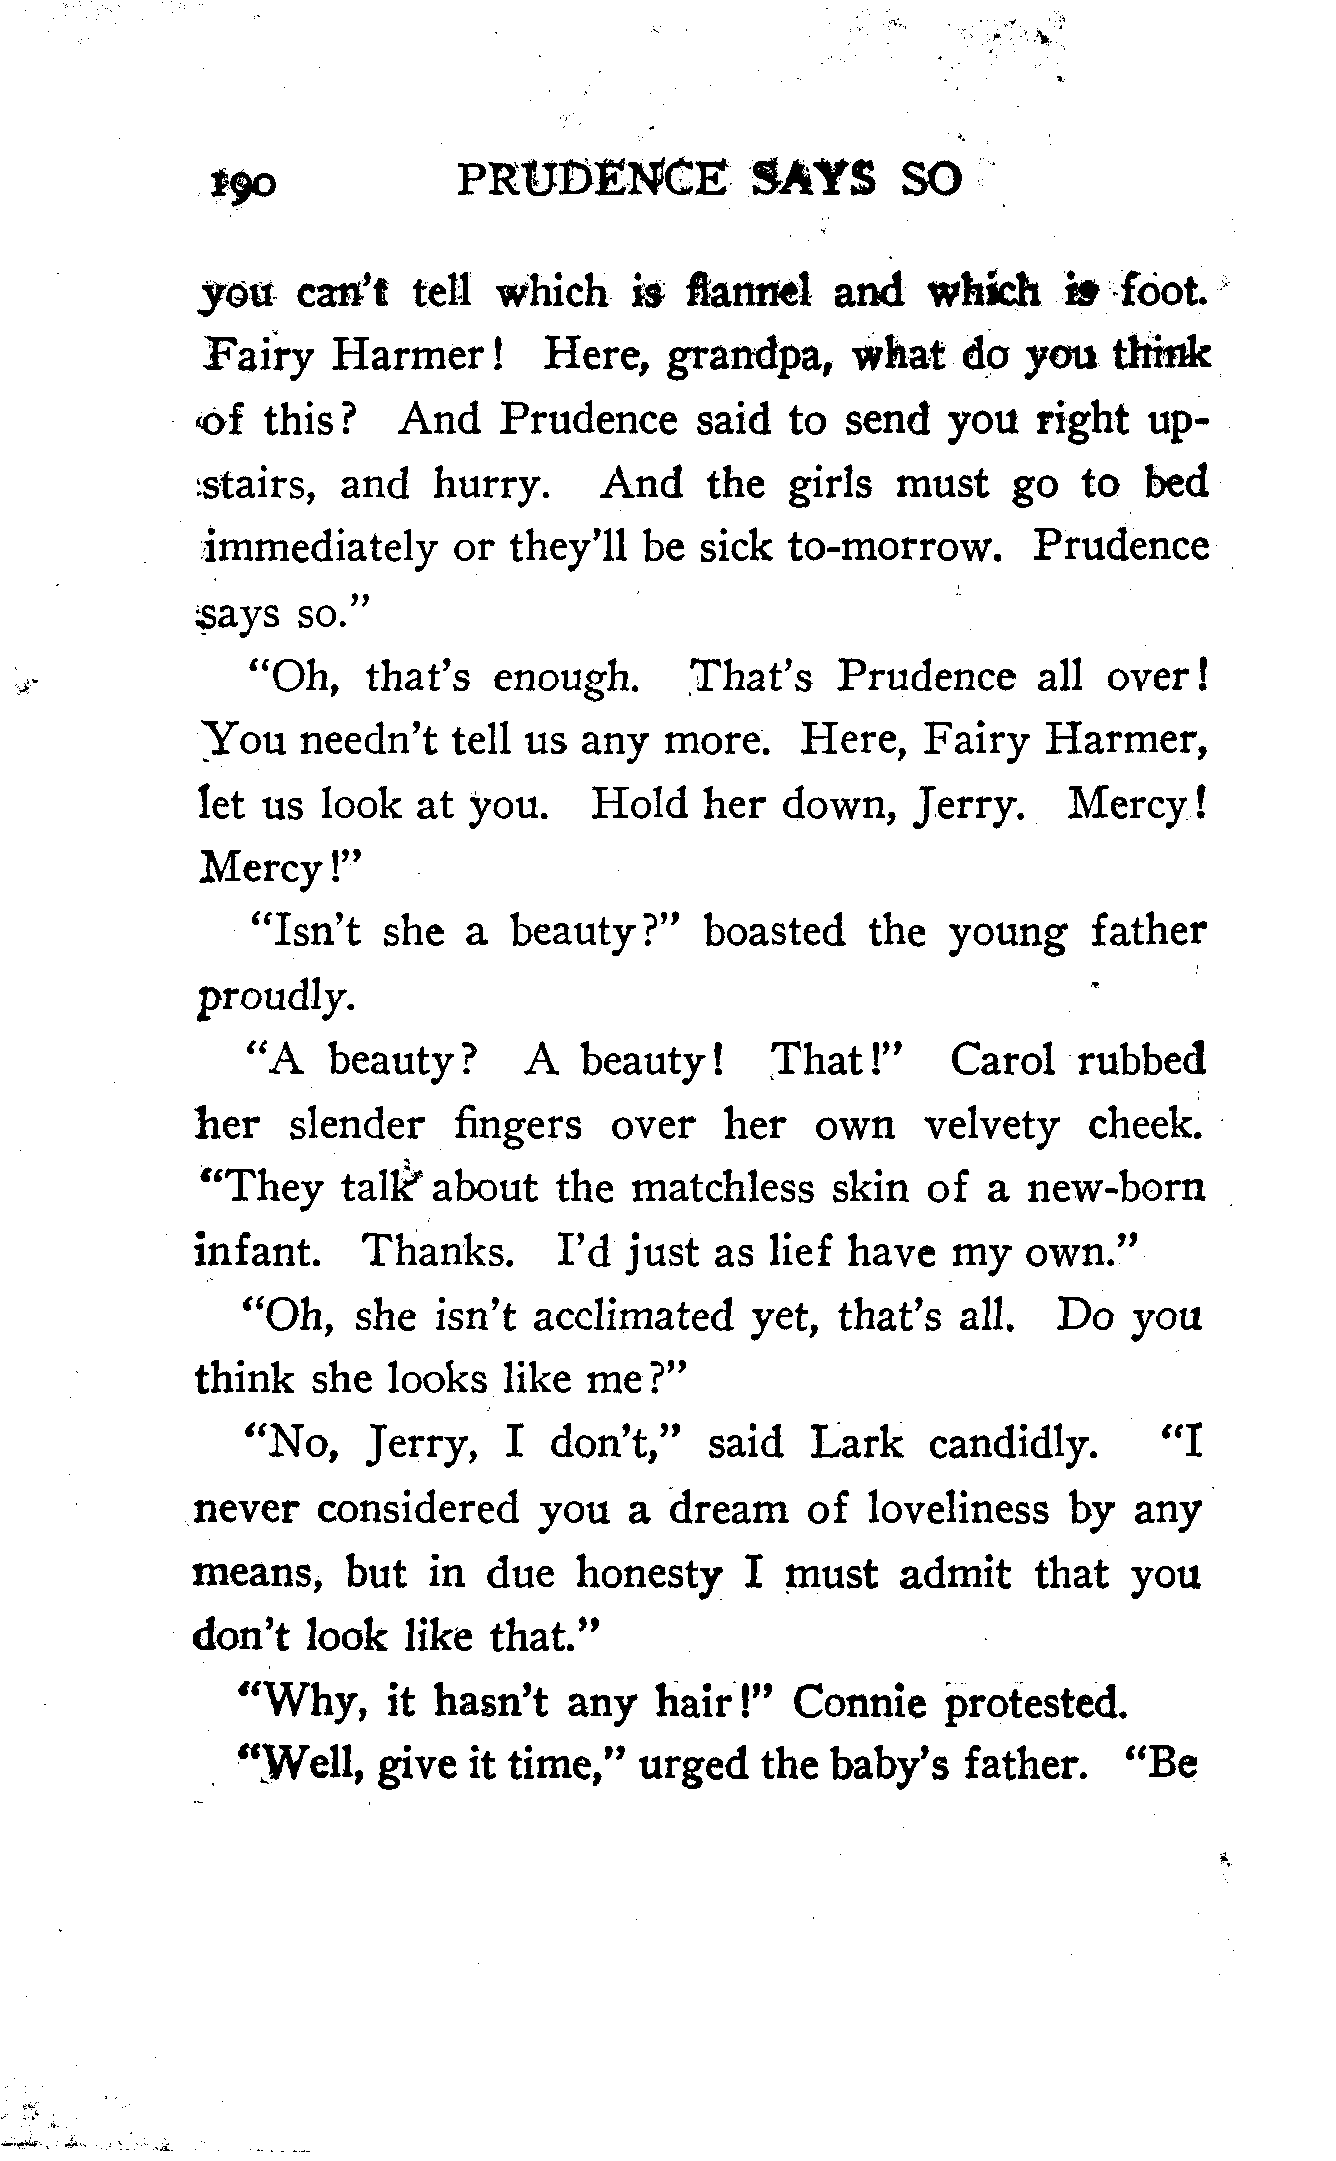 190 PRUDENCE SAYS SO
you can't tell which is flannel and which is foot.
Fairy Harmer! Here, grandpa, what do you think
of this? And Prudence said to send you right up-
stairs, and hurry. And the girls must go to bed
immediately or they'll be sick to-morrow. Prudence
says so."
"Oh, that's enough. That's Prudence all over!
You needn't tell us any more. Here, Fairy Harmer,
let us look at you. Hold her down, Jerry. Mercy!
Mercy!"
"Isn't she a beauty?" boasted the young father
proudly.
"A beauty? A beauty! That!" Carol rubbed
her slender fingers over her own velvety cheek.
"They talk about the matchless skin of a new-born
infant. Thanks. I'd just as lief have my own."
"Oh, she isn't acclimated yet, that's all. Do you
think she looks like me?"
"No, Jerry, I don't," said Lark candidly. "I
never considered you a dream of loveliness by any
means, but in due honesty I must admit that you
don't look like that."
"Why, it hasn't any hair!" Connie protested.
"Well, give it time," urged the baby's father. "Be